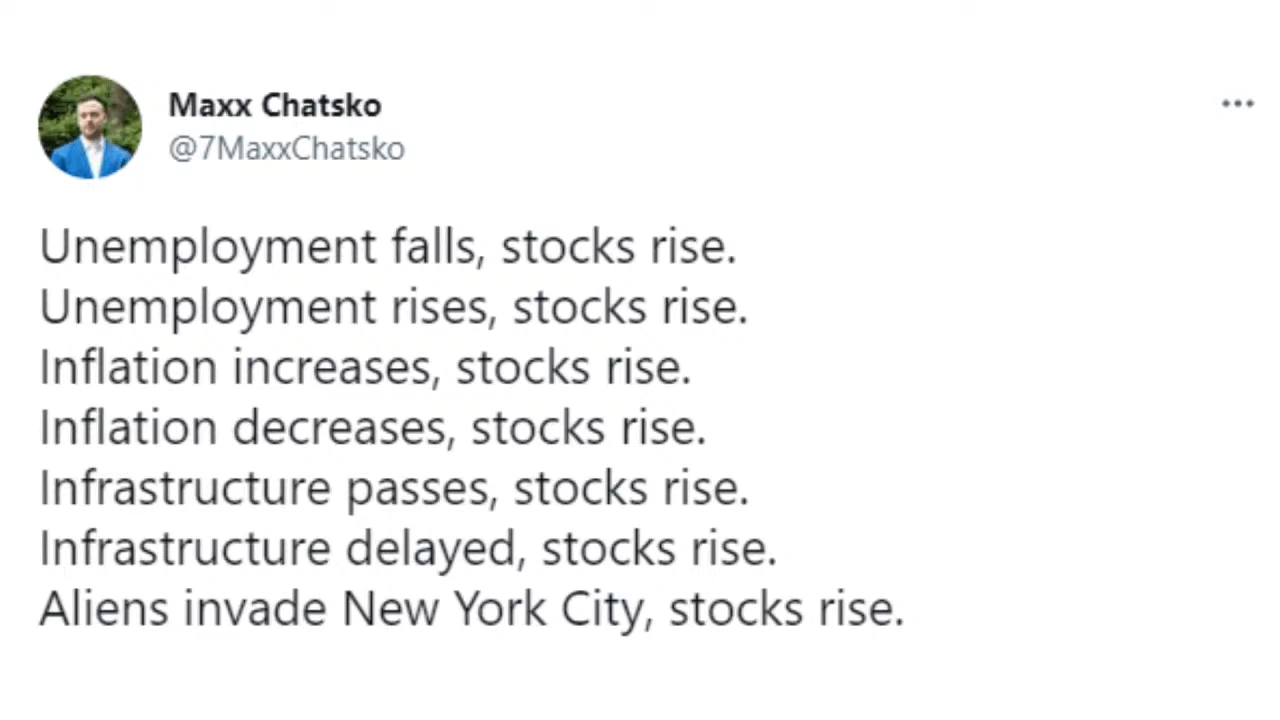 Maxx Chatsko
@7MaxxChatsko
Unemployment falls, stocks rise.
Unemployment rises, stocks rise.
Inflation increases, stocks rise.
Inflation decreases, stocks rise.
Infrastructure passes, stocks rise.
Infrastructure delayed, stocks rise.
Aliens invade New York City, stocks rise.